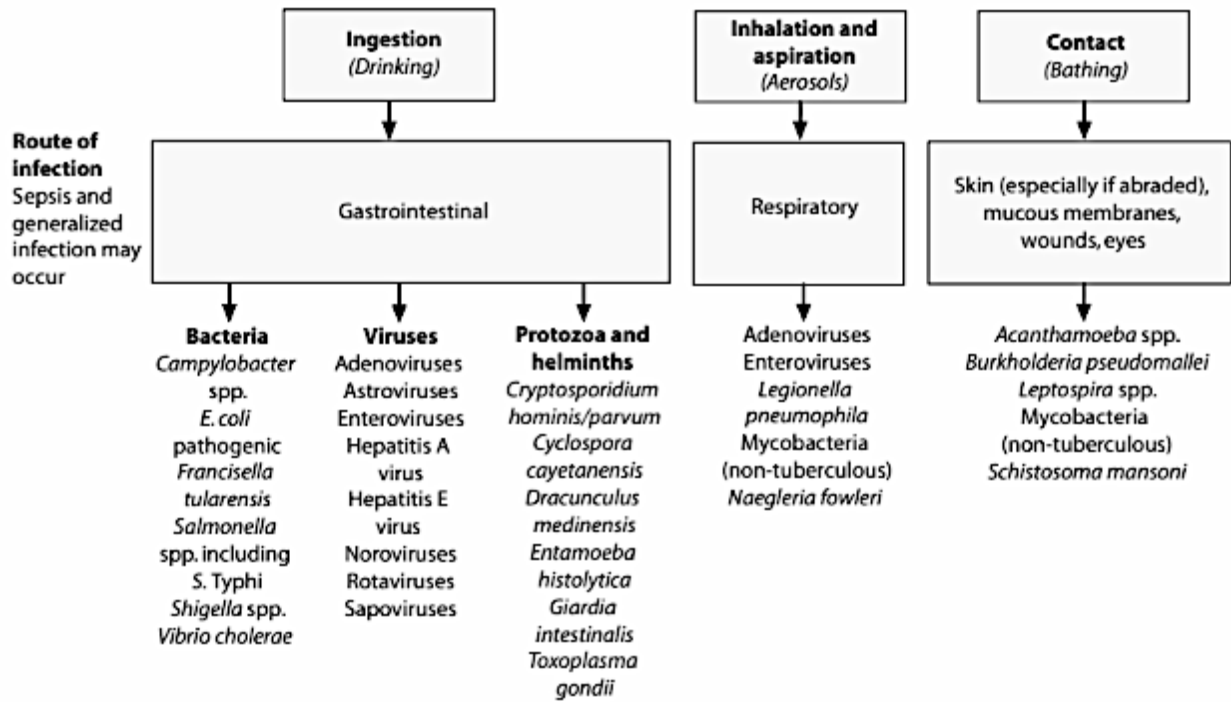 Ingestion
(Drinking)
Inhalation and
aspiration
(Aerosols)
Contact
(Bathing)
Route of
infection
Sepsis and
generalized
infection may
occur
Gastrointestinal
Respiratory
Skin (especially if abraded),
mucous membranes,
wounds, eyes
Bacteria
Campylobacter
spp.
E. coli
pathogenic
Francisella
tularensis
Salmonella
spp. including
S. Typhi
Shigella spp.
Vibrio cholerae
Viruses
Adenoviruses
Astroviruses
Enteroviruses
Hepatitis A
virus
Hepatitis E
virus
Noroviruses
Rotaviruses
Sapoviruses
Protozoa and
helminths
Cryptosporidium
hominis/parvum
Cyclospora
cayetanensis
Dracunculus
medinensis
Entamoeba
histolytica
Giardia
intestinalis
Toxoplasma
gondii
Adenoviruses
Enteroviruses
Legionella
pneumophila
Mycobacteria
(non-tuberculous)
Naegleria fowleri
Acanthamoeba spp.
Burkholderia pseudomallei
Leptospira spp.
Mycobacteria
(non-tuberculous)
Schistosoma mansoni